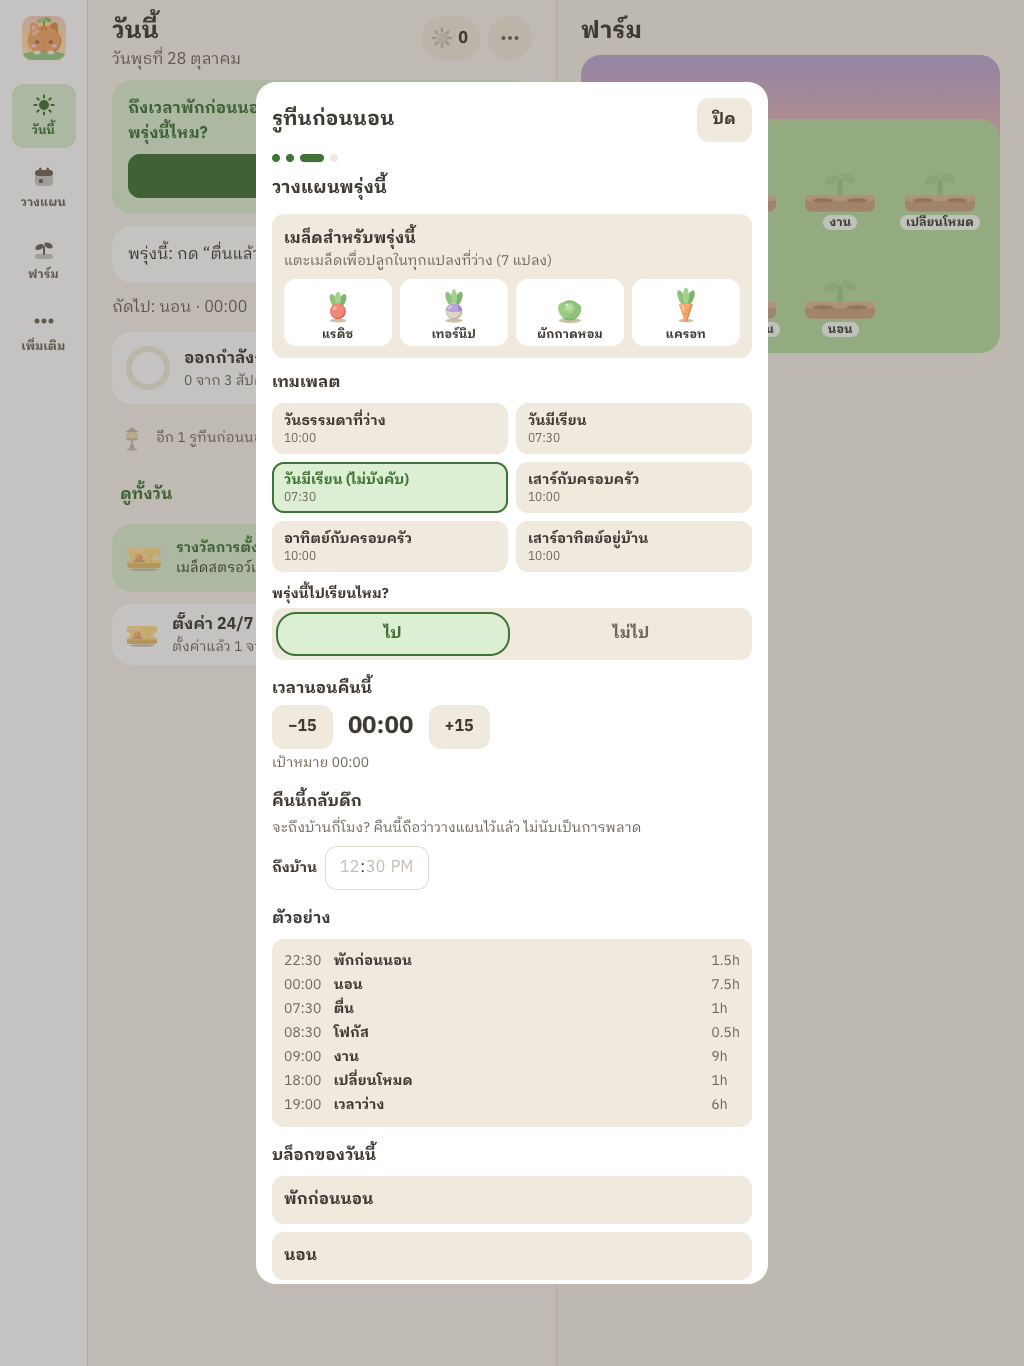 วันนี้
วางแผน
ฟาร์ม
เพิ่มเติม
วันนี้
วันพุธที่ 28 ตุลาคม
0
ถึงเวลาพักก่อนนอ
พรุ่งนี้ไหม?
พรุ่งนี้: กด “ตื่นแล้ว
ถัดไป: นอน · 00:00
ออกกำลัง
0 จาก 3 สัป
อีก 1 รูทีนก่อนนอ
ดูทั้งวัน
รางวัลการตั้ง
เมล็ดสตรอว์เ
ตั้งค่า 24/7
ตั้งค่าแล้ว 1 จา
ฟาร์ม
งาน
เปลี่ยนโหมด
น
นอน
รูทีนก่อนนอน
ปิด
วางแผนพรุ่งนี้
เมล็ดสำหรับพรุ่งนี้
แตะเมล็ดเพื่อปลูกในทุกแปลงที่ว่าง (7 แปลง)
แรดิช
เทอร์นิป
ผักกาดหอม
แครอท
เทมเพลต
วันธรรมดาที่ว่าง
10:00
วันมีเรียน
07:30
วันมีเรียน (ไม่บังคับ)
07:30
เสาร์กับครอบครัว
10:00
อาทิตย์กับครอบครัว
10:00
เสาร์อาทิตย์อยู่บ้าน
10:00
พรุ่งนี้ไปเรียนไหม?
ไป
ไม่ไป
เวลานอนคืนนี้
−15
00:00
+15
เป้าหมาย 00:00
คืนนี้กลับดึก
จะถึงบ้านกี่โมง? คืนนี้ถือว่าวางแผนไว้แล้ว ไม่นับเป็นการพลาด
ถึงบ้าน
12:30 PM
ตัวอย่าง
22:30 พักก่อนนอน 1.5h
00:00 นอน 7.5h
07:30 ตื่น 1h
08:30 โฟกัส 0.5h
09:00 งาน 9h
18:00 เปลี่ยนโหมด 1h
19:00 เวลาว่าง 6h
บล็อกของวันนี้
พักก่อนนอน
นอน